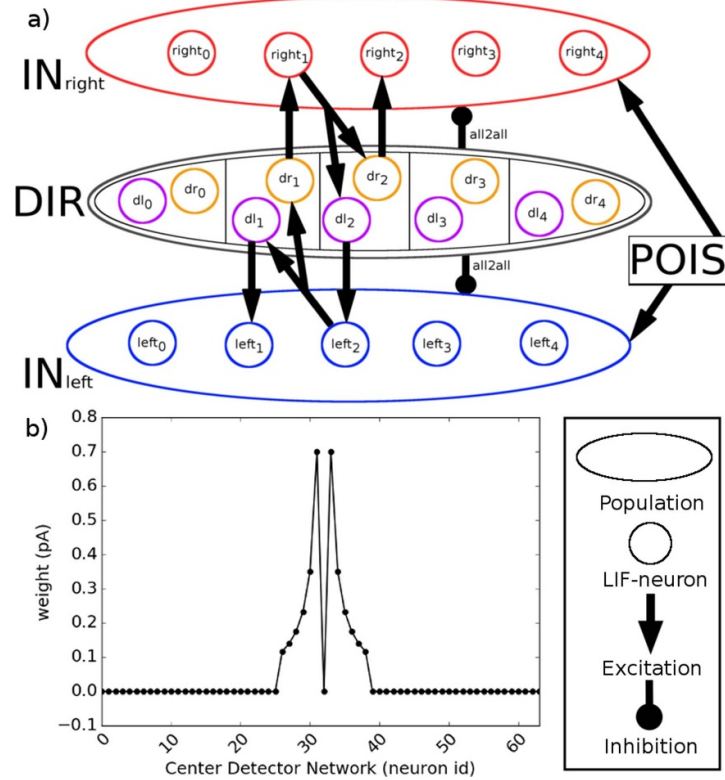 a)
right0 right1 right2 right3 right4
INright
all2all
DIR
dl0 dr0 dl1 dr1 dl2 dr2 dl3 dr3 dl4 dr4
POIS
all2all
left0 left1 left2 left3 left4
INleft
b)
0.8
0.7
0.6
0.5
0.4
0.3
0.2
0.1
0.0
−0.1
weight (pA)
0 10 20 30 40 50 60
Center Detector Network (neuron id)
Population
LIF-neuron
Excitation
Inhibition